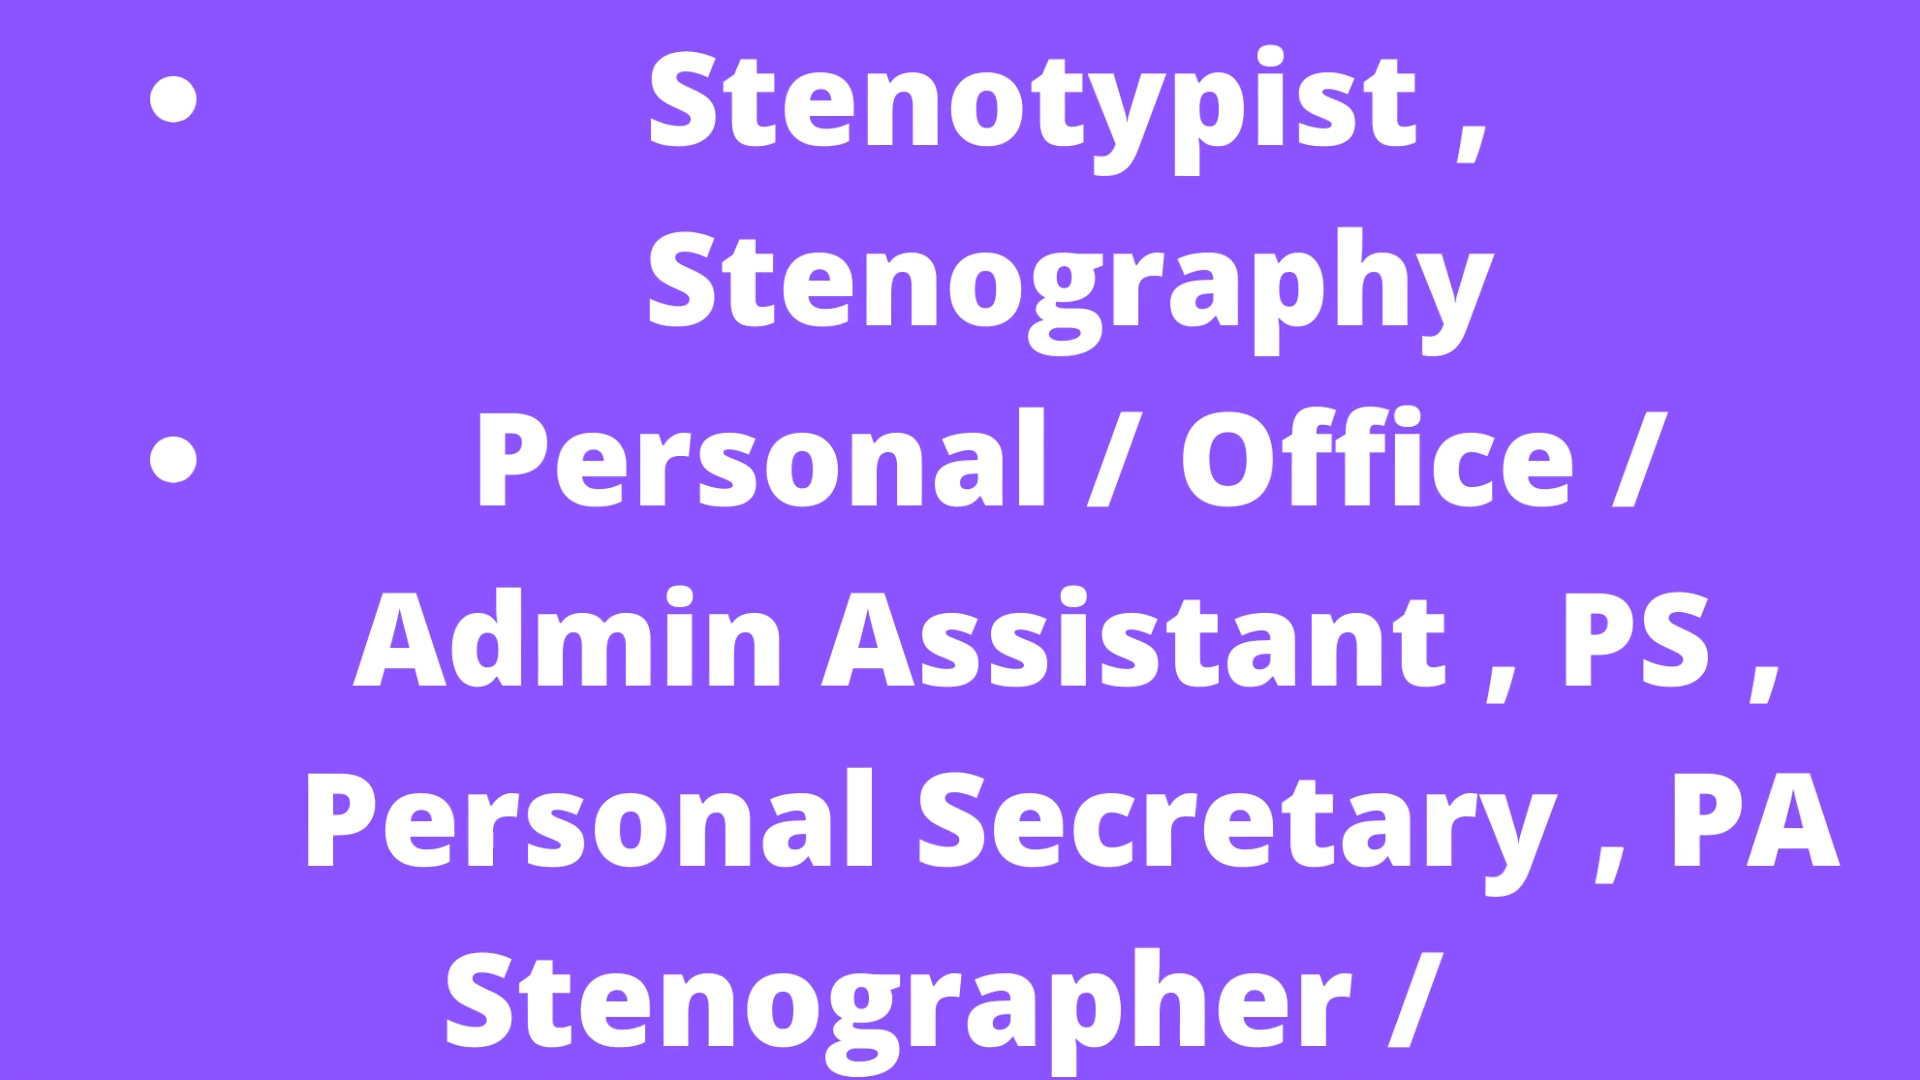 • Stenotypist ,
Stenography
• Personal / Office /
Admin Assistant , PS ,
Personal Secretary , PA
Stenographer /